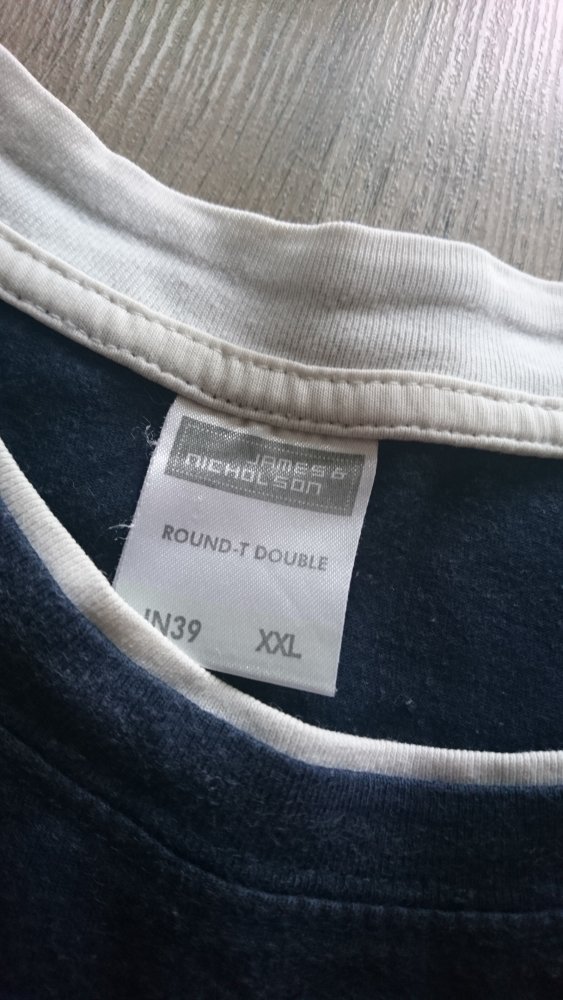 JAMES &
NICHOLSON
ROUND-T DOUBLE
JN39 XXL